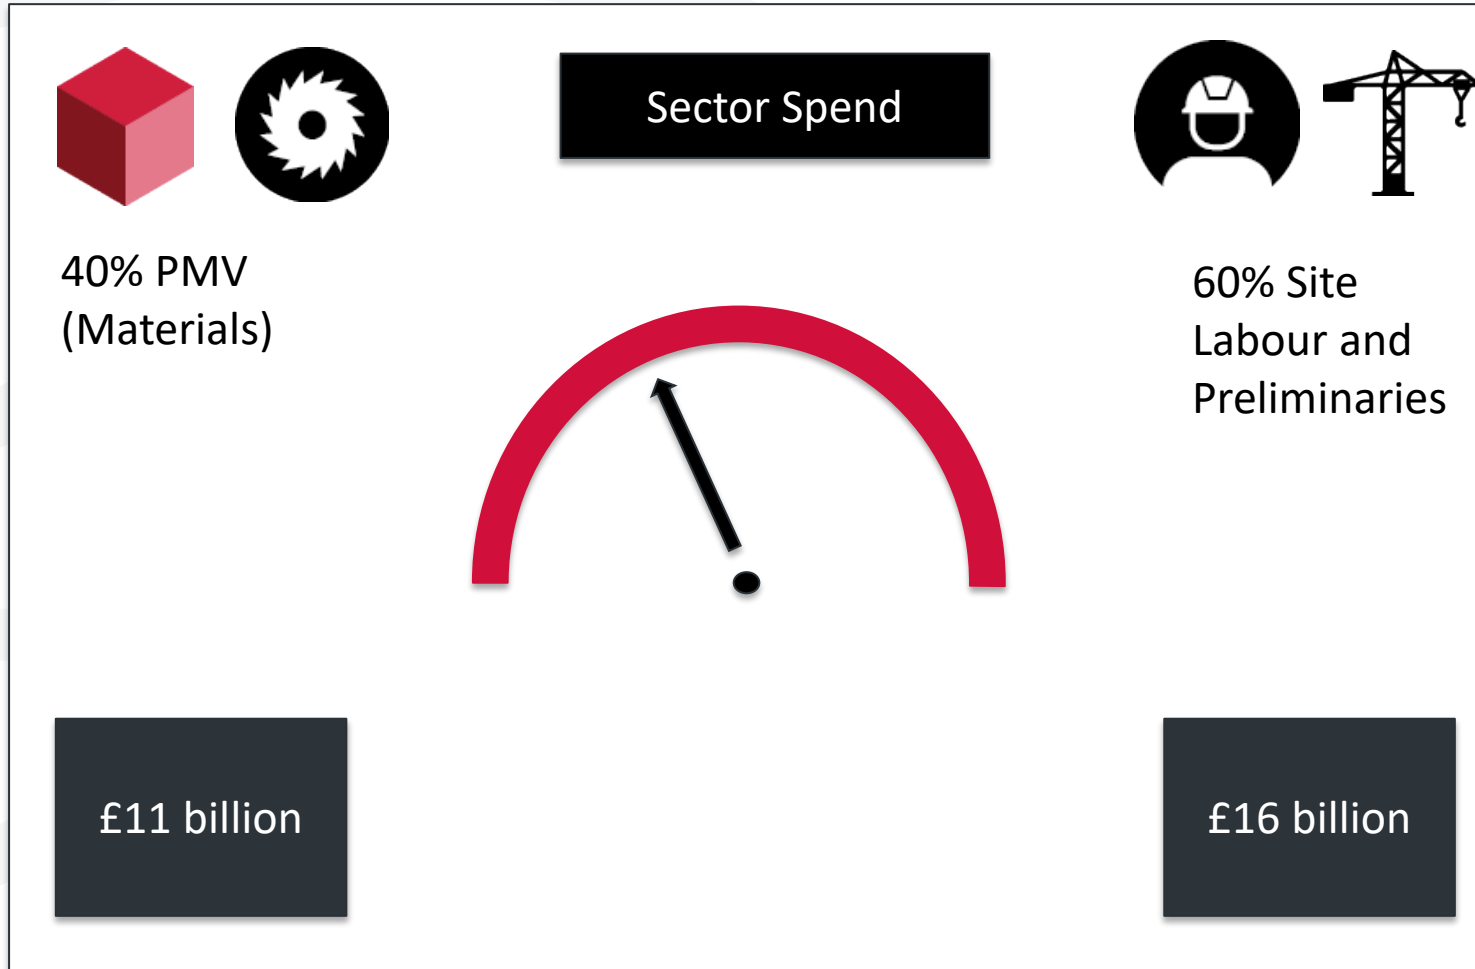 Sector Spend
40% PMV
(Materials)
60% Site
Labour and
Preliminaries
£11 billion
£16 billion